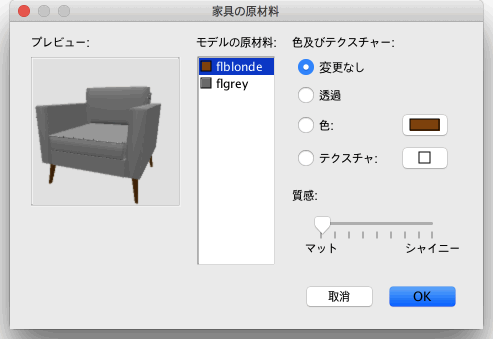 家具の原材料
プレビュー:
モデルの原材料:
flblonde
flgrey
色及びテクスチャー:
変更なし
透過
色:
テクスチャ:
質感:
マット
シャイニー
取消
OK